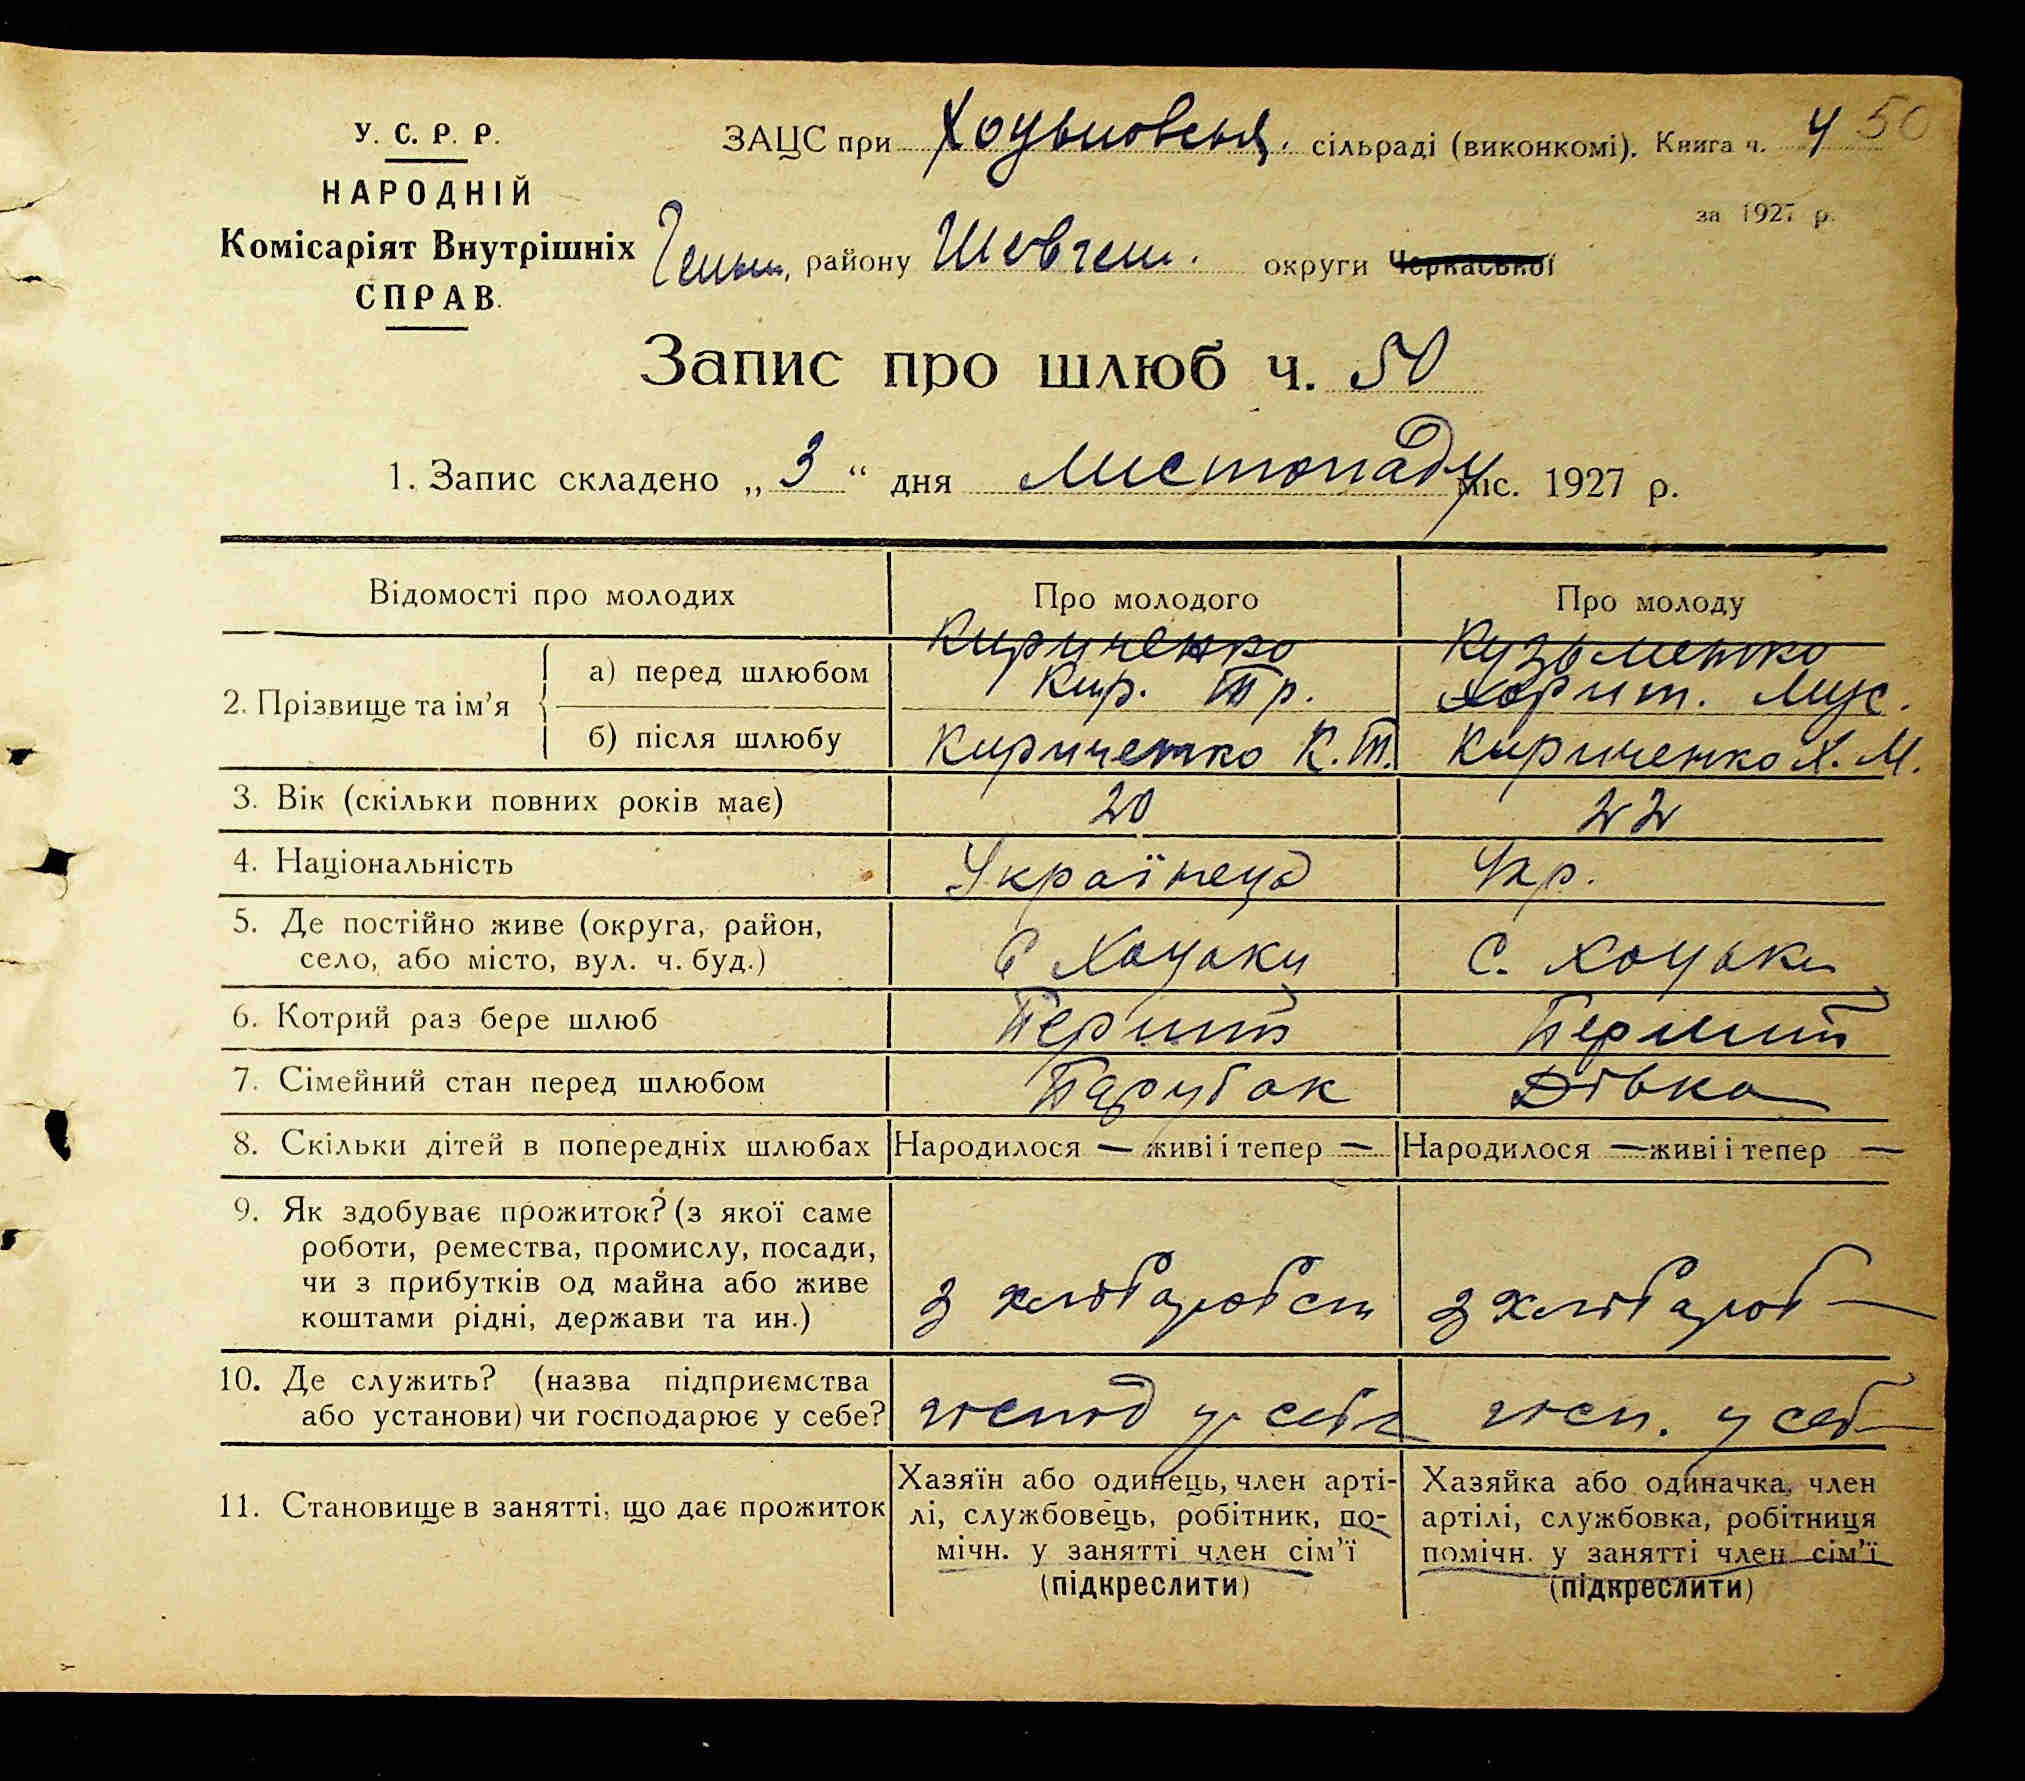 У. С. Р. Р.
НАРОДНІЙ
Комісаріят Внутрішніх
СПРАВ.
ЗАЦС при Хоцьковськ. сільраді (виконкомі). Книга ч. 4 50
за 1927 р.
району Шевчен. округи Черкаської
Запис про шлюб ч. 50
1. Запис складено „ 3 “ дня Листопаду міс. 1927 р.
Відомості про молодих Про молодого Про молоду
2. Прізвище та ім’я
а) перед шлюбом Кириченко Кир. Тр. Кузьменко Хорит. Мус.
б) після шлюбу Кириченко К. Т. Кириченко Х. М.
3. Вік (скільки повних років має) 20 22
4. Національність Українець Укр.
5. Де постійно живе (округа, район,
село, або місто, вул. ч. буд.) с Хоцьки с. Хоцьки
6. Котрий раз бере шлюб Перший Перший
7. Сімейний стан перед шлюбом Парубок Дівка
8. Скільки дітей в попередніх шлюбах Народилося — живі і тепер — Народилося — живі і тепер —
9. Як здобуває прожиток? (з якої саме
роботи, ремества, промислу, посади,
чи з прибутків од майна або живе
коштами рідні, держави та ин.) з хлібаробст з хлібароб
10. Де служить? (назва підприємства
або установи) чи господарює у себе? господ у себе госп. у себ
11. Становище в занятті, що дає прожиток
Хазяїн або одинець, член арті-
лі, службовець, робітник, по-
мічн. у занятті член сім’ї
(підкреслити)
Хазяйка або одиначка, член
артілі, службовка, робітниця
помічн. у занятті член сім’ї
(підкреслити)